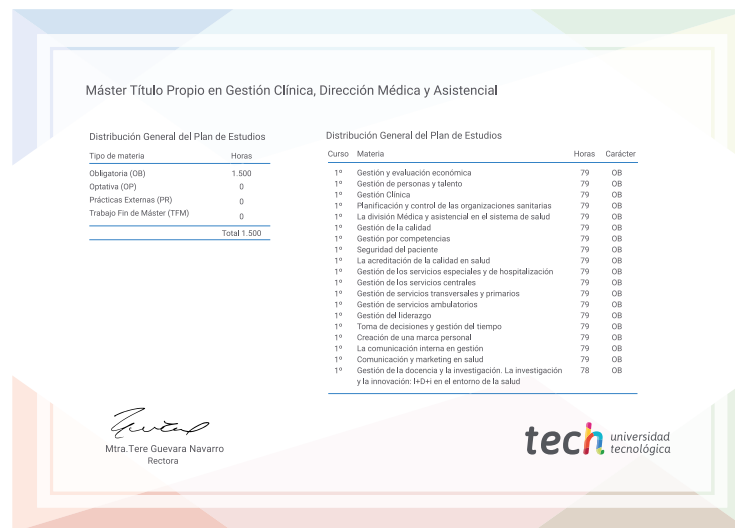 Máster Título Propio en Gestión Clínica, Dirección Médica y Asistencial
Distribución General del Plan de Estudios
Tipo de materia Horas
Obligatoria (OB) 1.500
Optativa (OP) 0
Prácticas Externas (PR) 0
Trabajo Fin de Máster (TFM) 0
Total 1.500
Distribución General del Plan de Estudios
Curso Materia Horas Carácter
1º Gestión y evaluación económica 79 OB
1º Gestión de personas y talento 79 OB
1º Gestión Clínica 79 OB
1º Planificación y control de las organizaciones sanitarias 79 OB
1º La división Médica y asistencial en el sistema de salud 79 OB
1º Gestión de la calidad 79 OB
1º Gestión por competencias 79 OB
1º Seguridad del paciente 79 OB
1º La acreditación de la calidad en salud 79 OB
1º Gestión de los servicios especiales y de hospitalización 79 OB
1º Gestión de los servicios centrales 79 OB
1º Gestión de servicios transversales y primarios 79 OB
1º Gestión de servicios ambulatorios 79 OB
1º Gestión del liderazgo 79 OB
1º Toma de decisiones y gestión del tiempo 79 OB
1º Creación de una marca personal 79 OB
1º La comunicación interna en gestión 79 OB
1º Comunicación y marketing en salud 79 OB
1º Gestión de la docencia y la investigación. La investigación 78 OB
y la innovación: I+D+i en el entorno de la salud
Mtra.Tere Guevara Navarro
Rectora
tech universidad
tecnológica